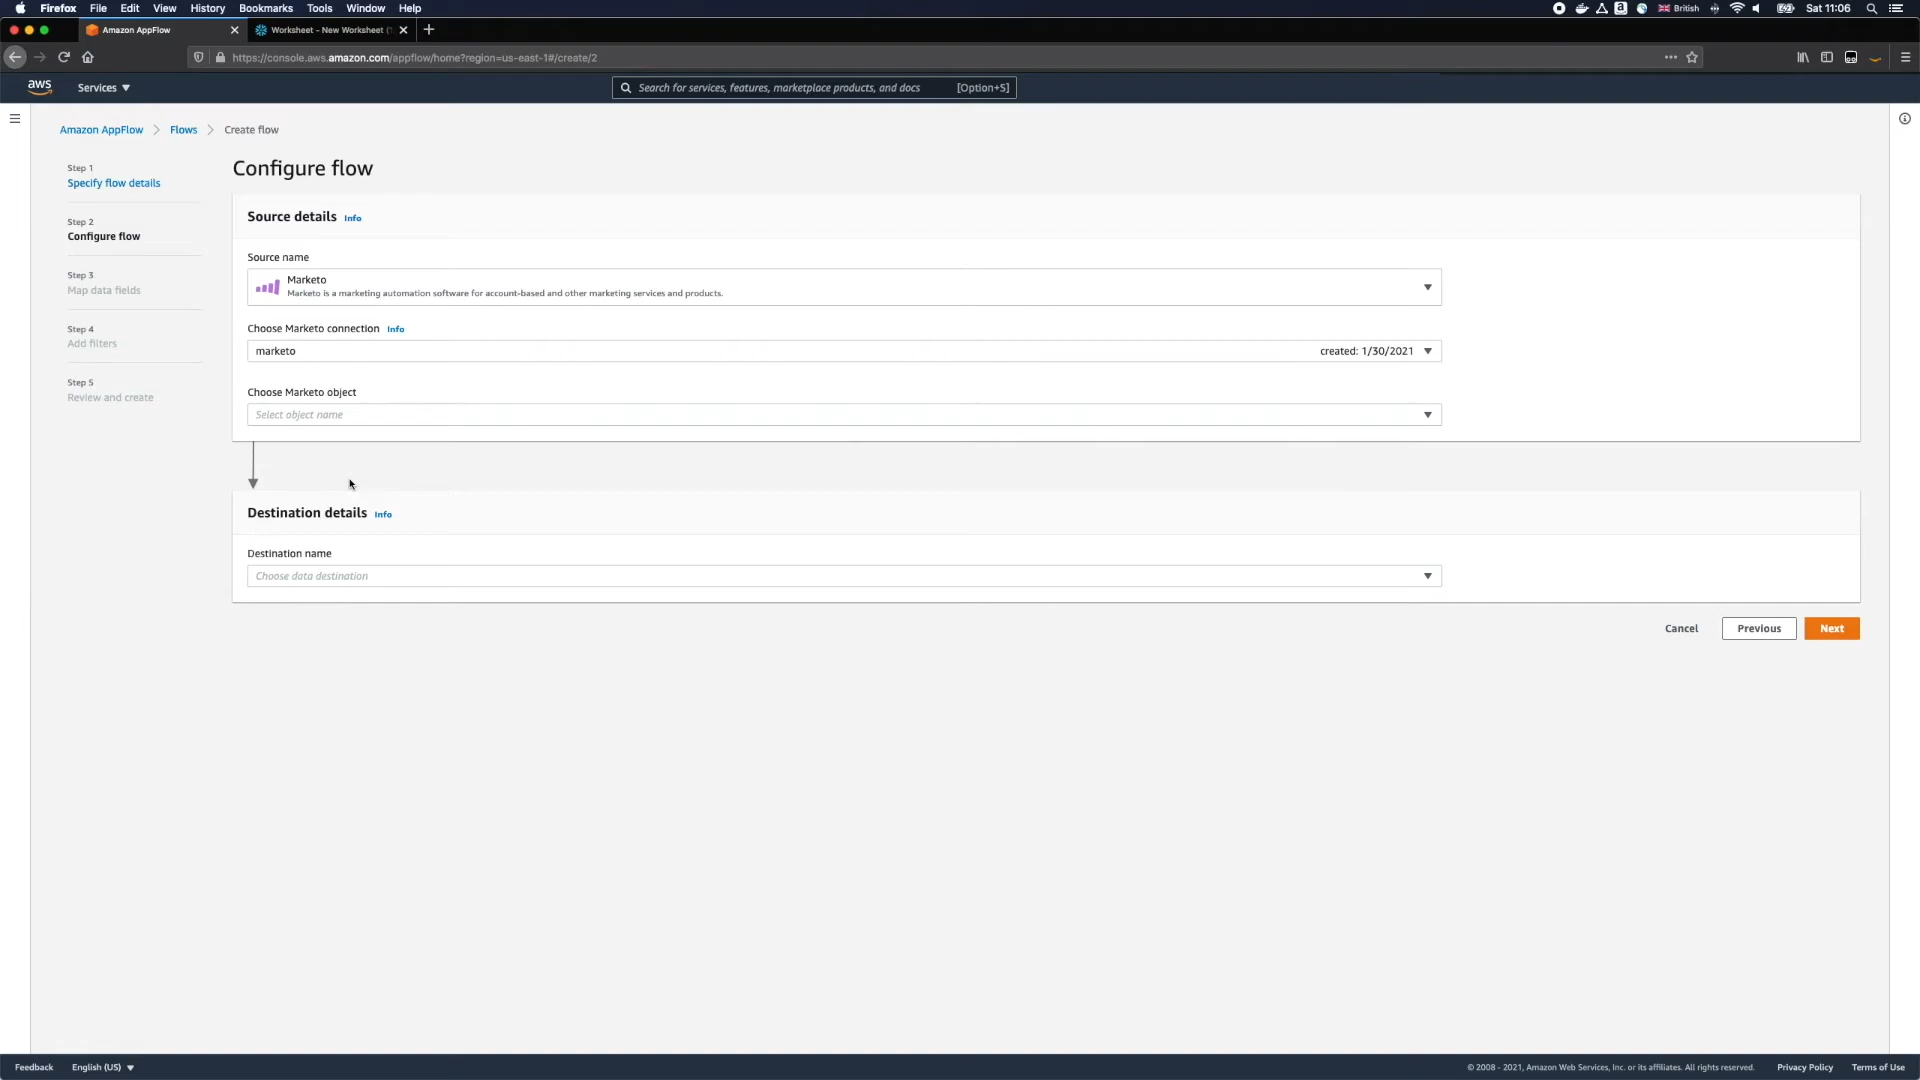 Firefox File Edit View History Bookmarks Tools Window Help British Sat 11:06
Amazon AppFlow Worksheet - New Worksheet (
https://console.aws.amazon.com/appflow/home?region=us-east-1#/create/2
aws Services Search for services, features, marketplace products, and docs [Option+S]
Amazon AppFlow Flows Create flow
Step 1
Specify flow details
Step 2
Configure flow
Step 3
Map data fields
Step 4
Add filters
Step 5
Review and create
Configure flow
Source details Info
Source name
Marketo
Marketo is a marketing automation software for account-based and other marketing services and products.
Choose Marketo connection Info
marketo created: 1/30/2021
Choose Marketo object
Select object name
Destination details Info
Destination name
Choose data destination
Cancel Previous Next
Feedback English (US) © 2008 - 2021, Amazon Web Services, Inc. or its affiliates. All rights reserved. Privacy Policy Terms of Use